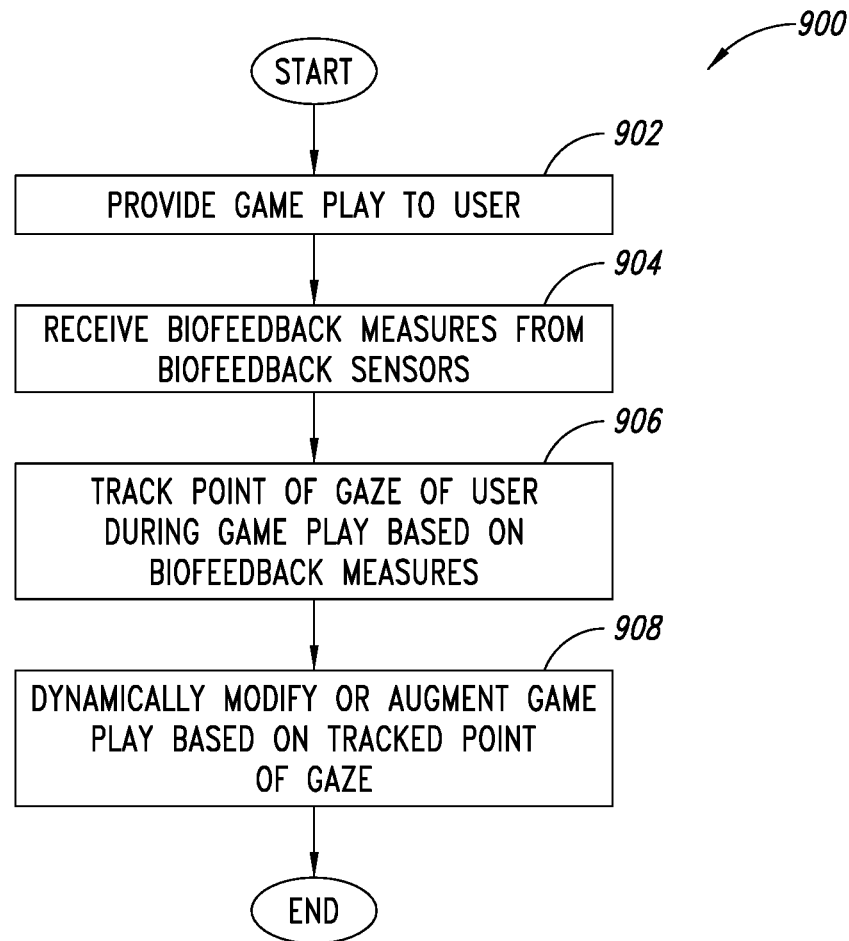 900
START
902
PROVIDE GAME PLAY TO USER
904
RECEIVE BIOFEEDBACK MEASURES FROM
BIOFEEDBACK SENSORS
906
TRACK POINT OF GAZE OF USER
DURING GAME PLAY BASED ON
BIOFEEDBACK MEASURES
908
DYNAMICALLY MODIFY OR AUGMENT GAME
PLAY BASED ON TRACKED POINT
OF GAZE
END